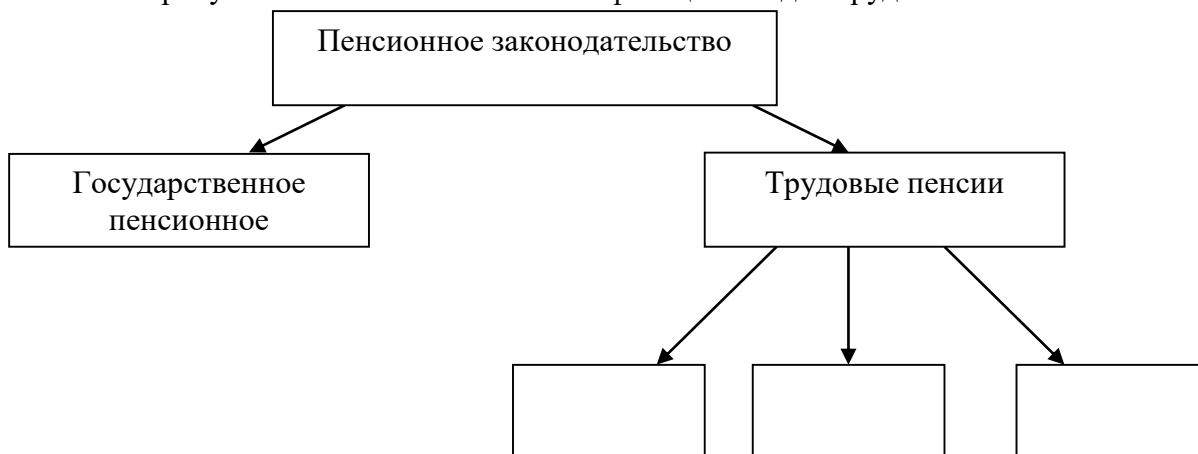 Пенсионное законодательство
Государственное
пенсионное
Трудовые пенсии